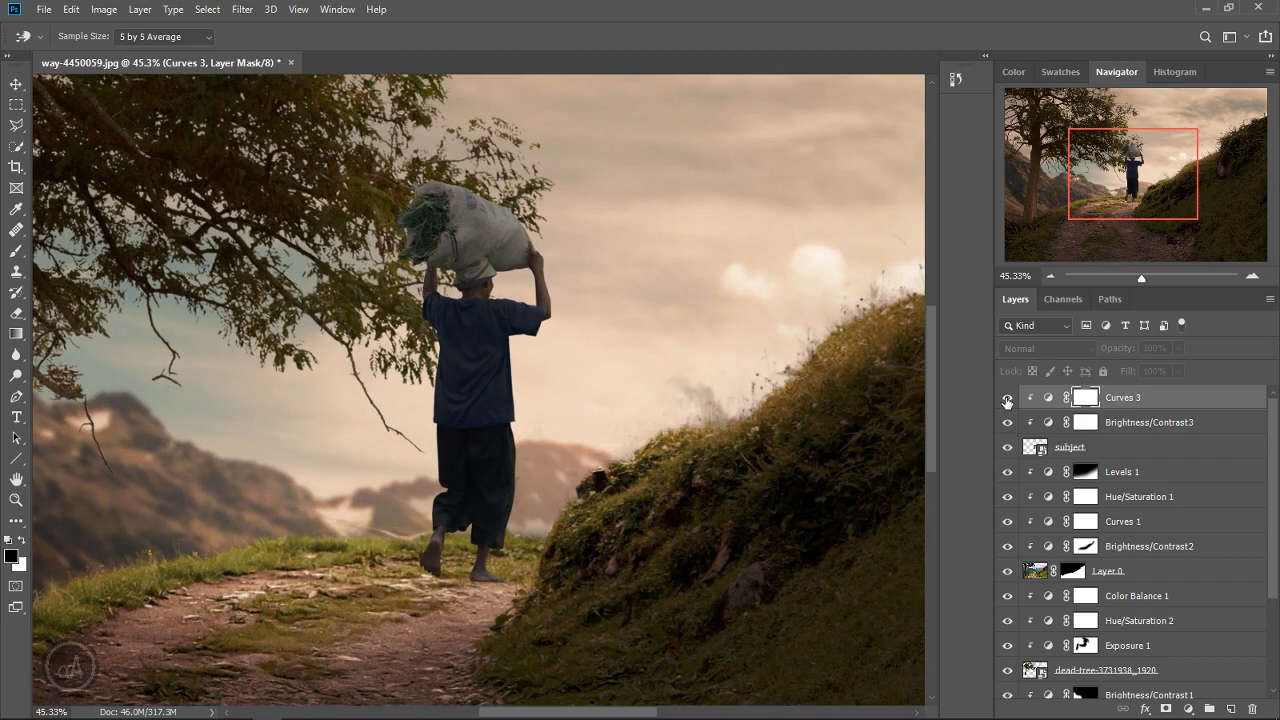 Ps File Edit Image Layer Type Select Filter 3D View Window Help
Sample Size: 5 by 5 Average
way-4450059.jpg @ 45.3% (Curves 3, Layer Mask/8) * ×
Color Swatches Navigator Histogram
45.33%
Layers Channels Paths
Kind
Normal Opacity: 100%
Lock: Fill: 100%
Curves 3
Brightness/Contrast3
subject
Levels 1
Hue/Saturation 1
Curves 1
Brightness/Contrast2
Layer 0
Color Balance 1
Hue/Saturation 2
Exposure 1
dead-tree-3731938_1920
Brightness/Contrast1
45.33% Doc: 46.0M/317.3M
fx